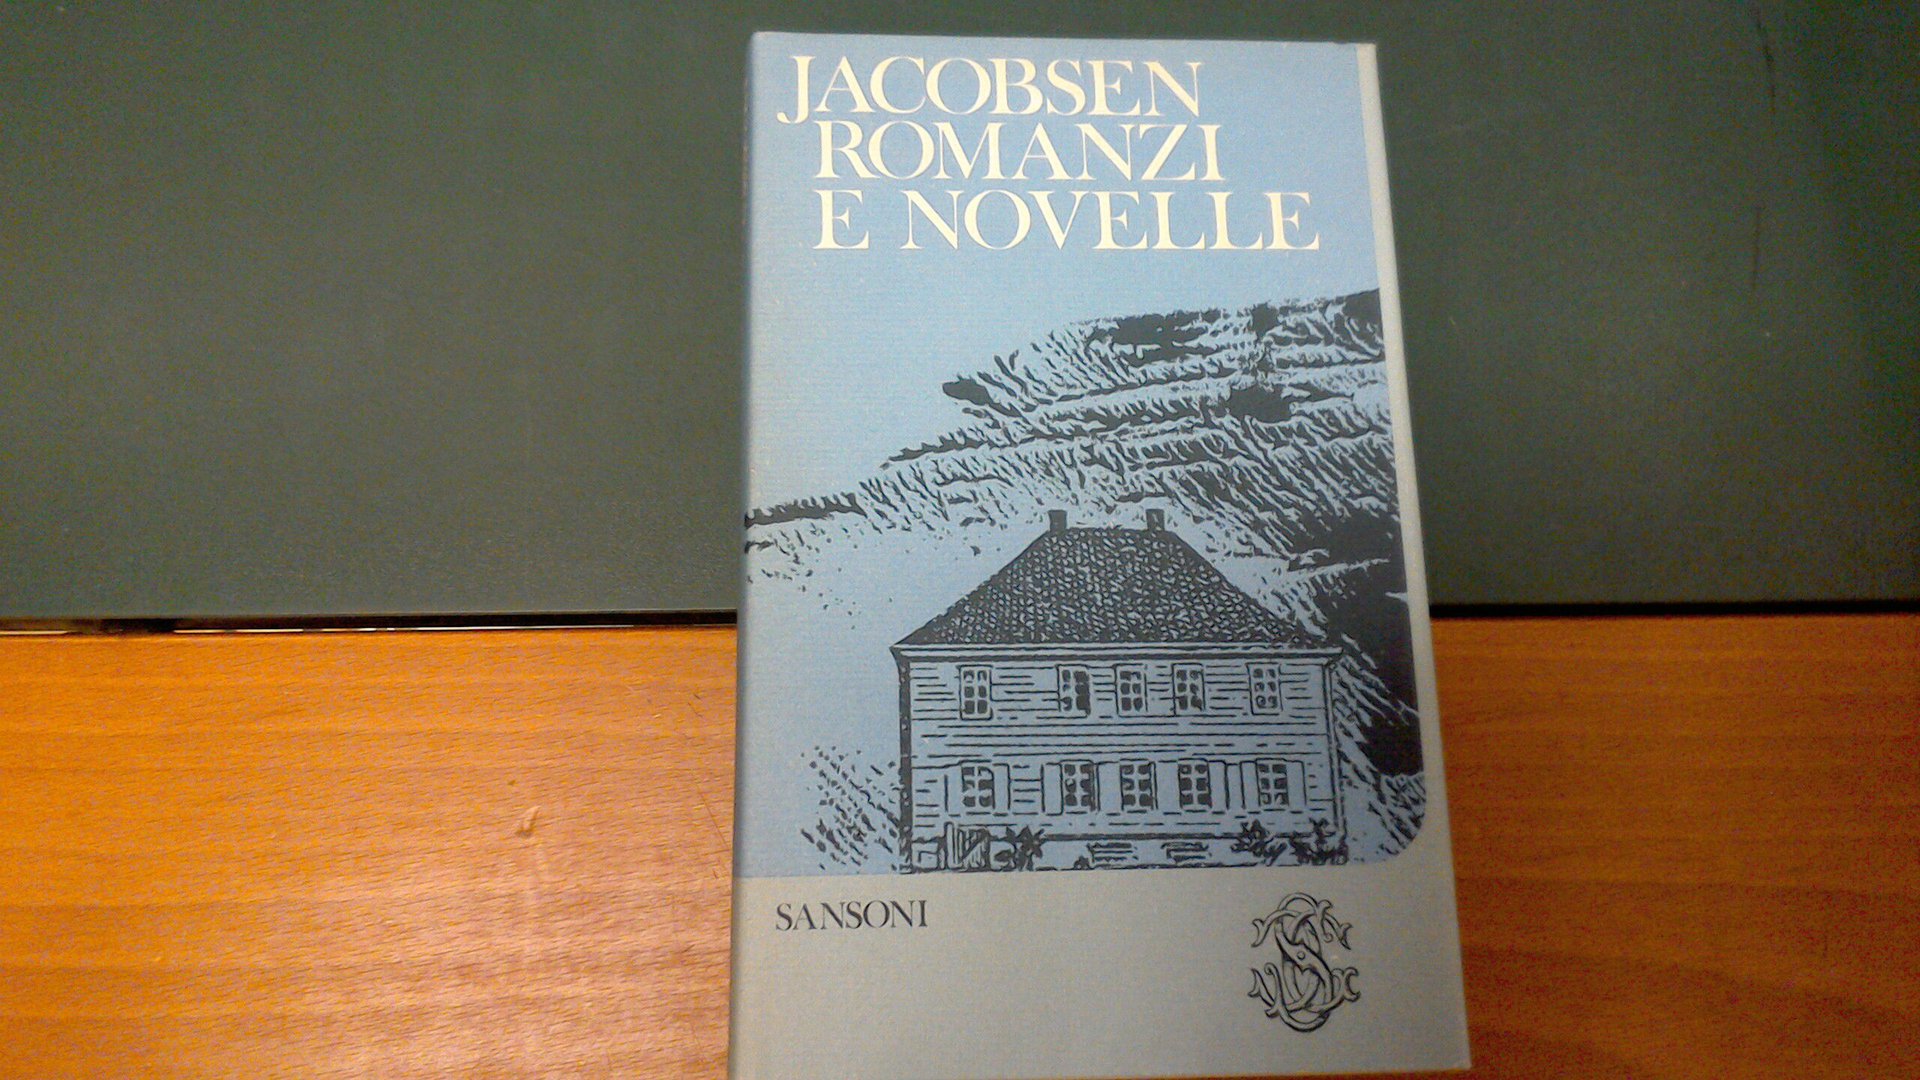 JACOBSEN
ROMANZI
E NOVELLE
SANSONI